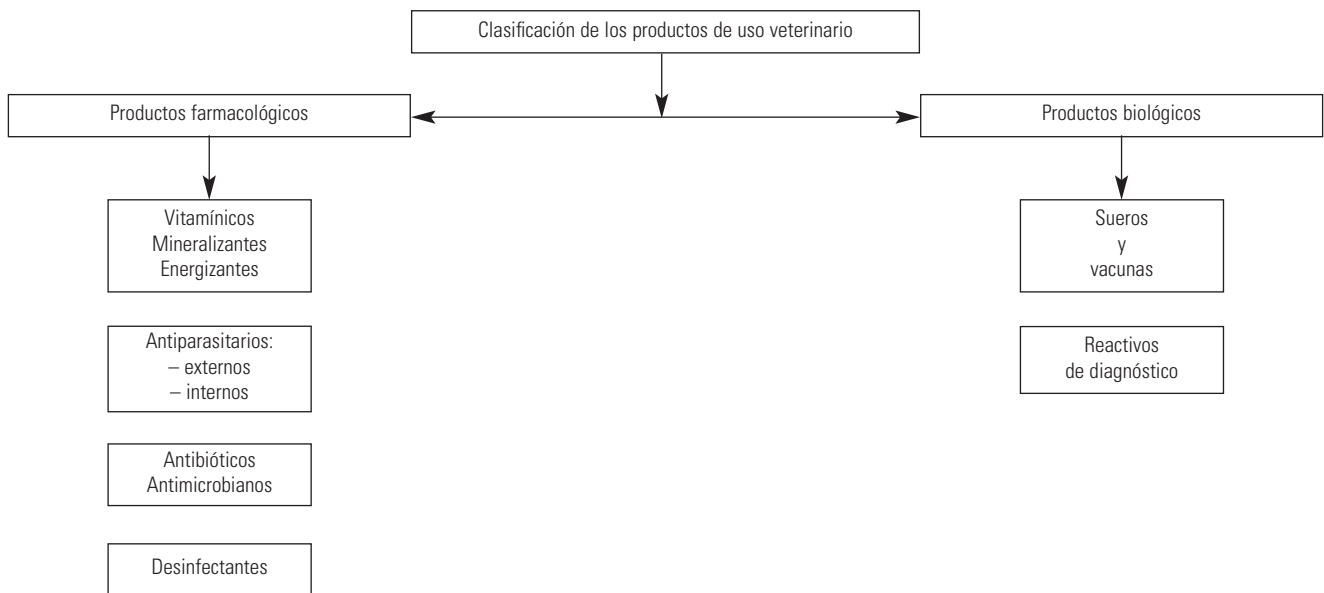 Clasificación de los productos de uso veterinario
Productos farmacológicos
Productos biológicos
Vitamínicos
Mineralizantes
Energizantes
Sueros
y
vacunas
Antiparasitarios:
– externos
– internos
Reactivos
de diagnóstico
Antibióticos
Antimicrobianos
Desinfectantes